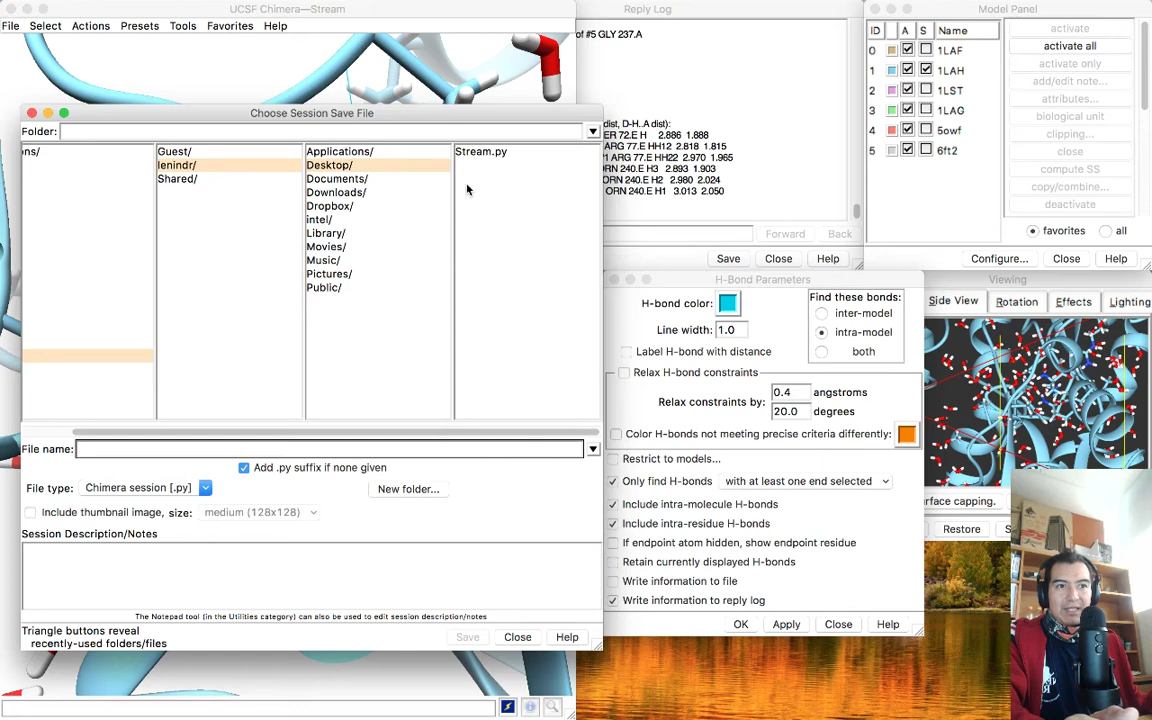 UCSF Chimera—Stream
File Select Actions Presets Tools Favorites Help
Choose Session Save File
Folder:
ns/
Guest/
lenindr/
Shared/
Applications/
Desktop/
Documents/
Downloads/
Dropbox/
intel/
Library/
Movies/
Music/
Pictures/
Public/
Stream.py
File name:
Add .py suffix if none given
File type: Chimera session [.py] New folder...
Include thumbnail image, size: medium (128x128)
Session Description/Notes
The Notepad tool (in the Utilities category) can also be used to edit session description/notes
Triangle buttons reveal
recently-used folders/files
Save Close Help
Reply Log
of #5 GLY 237.A
dist, D-H..A dist):
ER 72.E H 2.886 1.888
ARG 77.E HH12 2.818 1.815
1 ARG 77.E HH22 2.970 1.965
RN 240.E H3 2.893 1.903
ORN 240.E H2 2.980 2.024
ORN 240.E H1 3.013 2.050
Forward Back
Save Close Help
Model Panel
ID A S Name
0 1LAF
1 1LAH
2 1LST
3 1LAG
4 5owf
5 6ft2
activate
activate all
activate only
add/edit note...
attributes...
biological unit
clipping...
close
compute SS
copy/combine...
deactivate
favorites all
Configure... Close Help
H-Bond Parameters
H-bond color:
Line width: 1.0
Label H-bond with distance
Find these bonds:
inter-model
intra-model
both
Relax H-bond constraints
Relax constraints by: 0.4 angstroms
20.0 degrees
Color H-bonds not meeting precise criteria differently:
Restrict to models...
Only find H-bonds with at least one end selected
Include intra-molecule H-bonds
Include intra-residue H-bonds
If endpoint atom hidden, show endpoint residue
Retain currently displayed H-bonds
Write information to file
Write information to reply log
OK Apply Close Help
Viewing
Side View Rotation Effects Lighting
urface capping.
Restore S